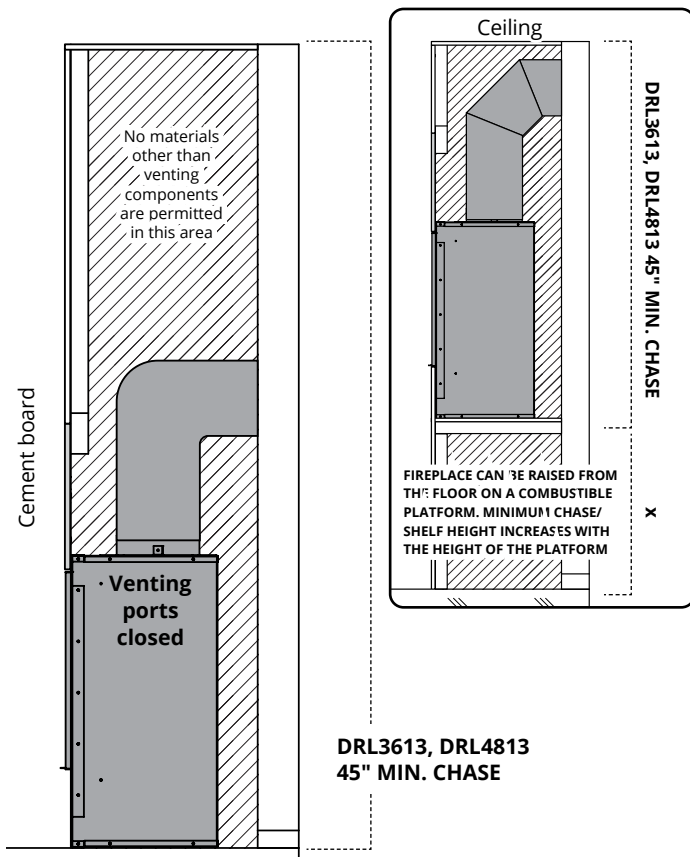 Ceiling
No materials
other than
venting
components
are permitted
in this area
DRL3613, DRL4813 45" MIN. CHASE
Cement board
FIREPLACE CAN BE RAISED FROM
THE FLOOR ON A COMBUSTIBLE
PLATFORM. MINIMUM CHASE/
SHELF HEIGHT INCREASES WITH
THE HEIGHT OF THE PLATFORM
x
Venting
ports
closed
DRL3613, DRL4813
45" MIN. CHASE